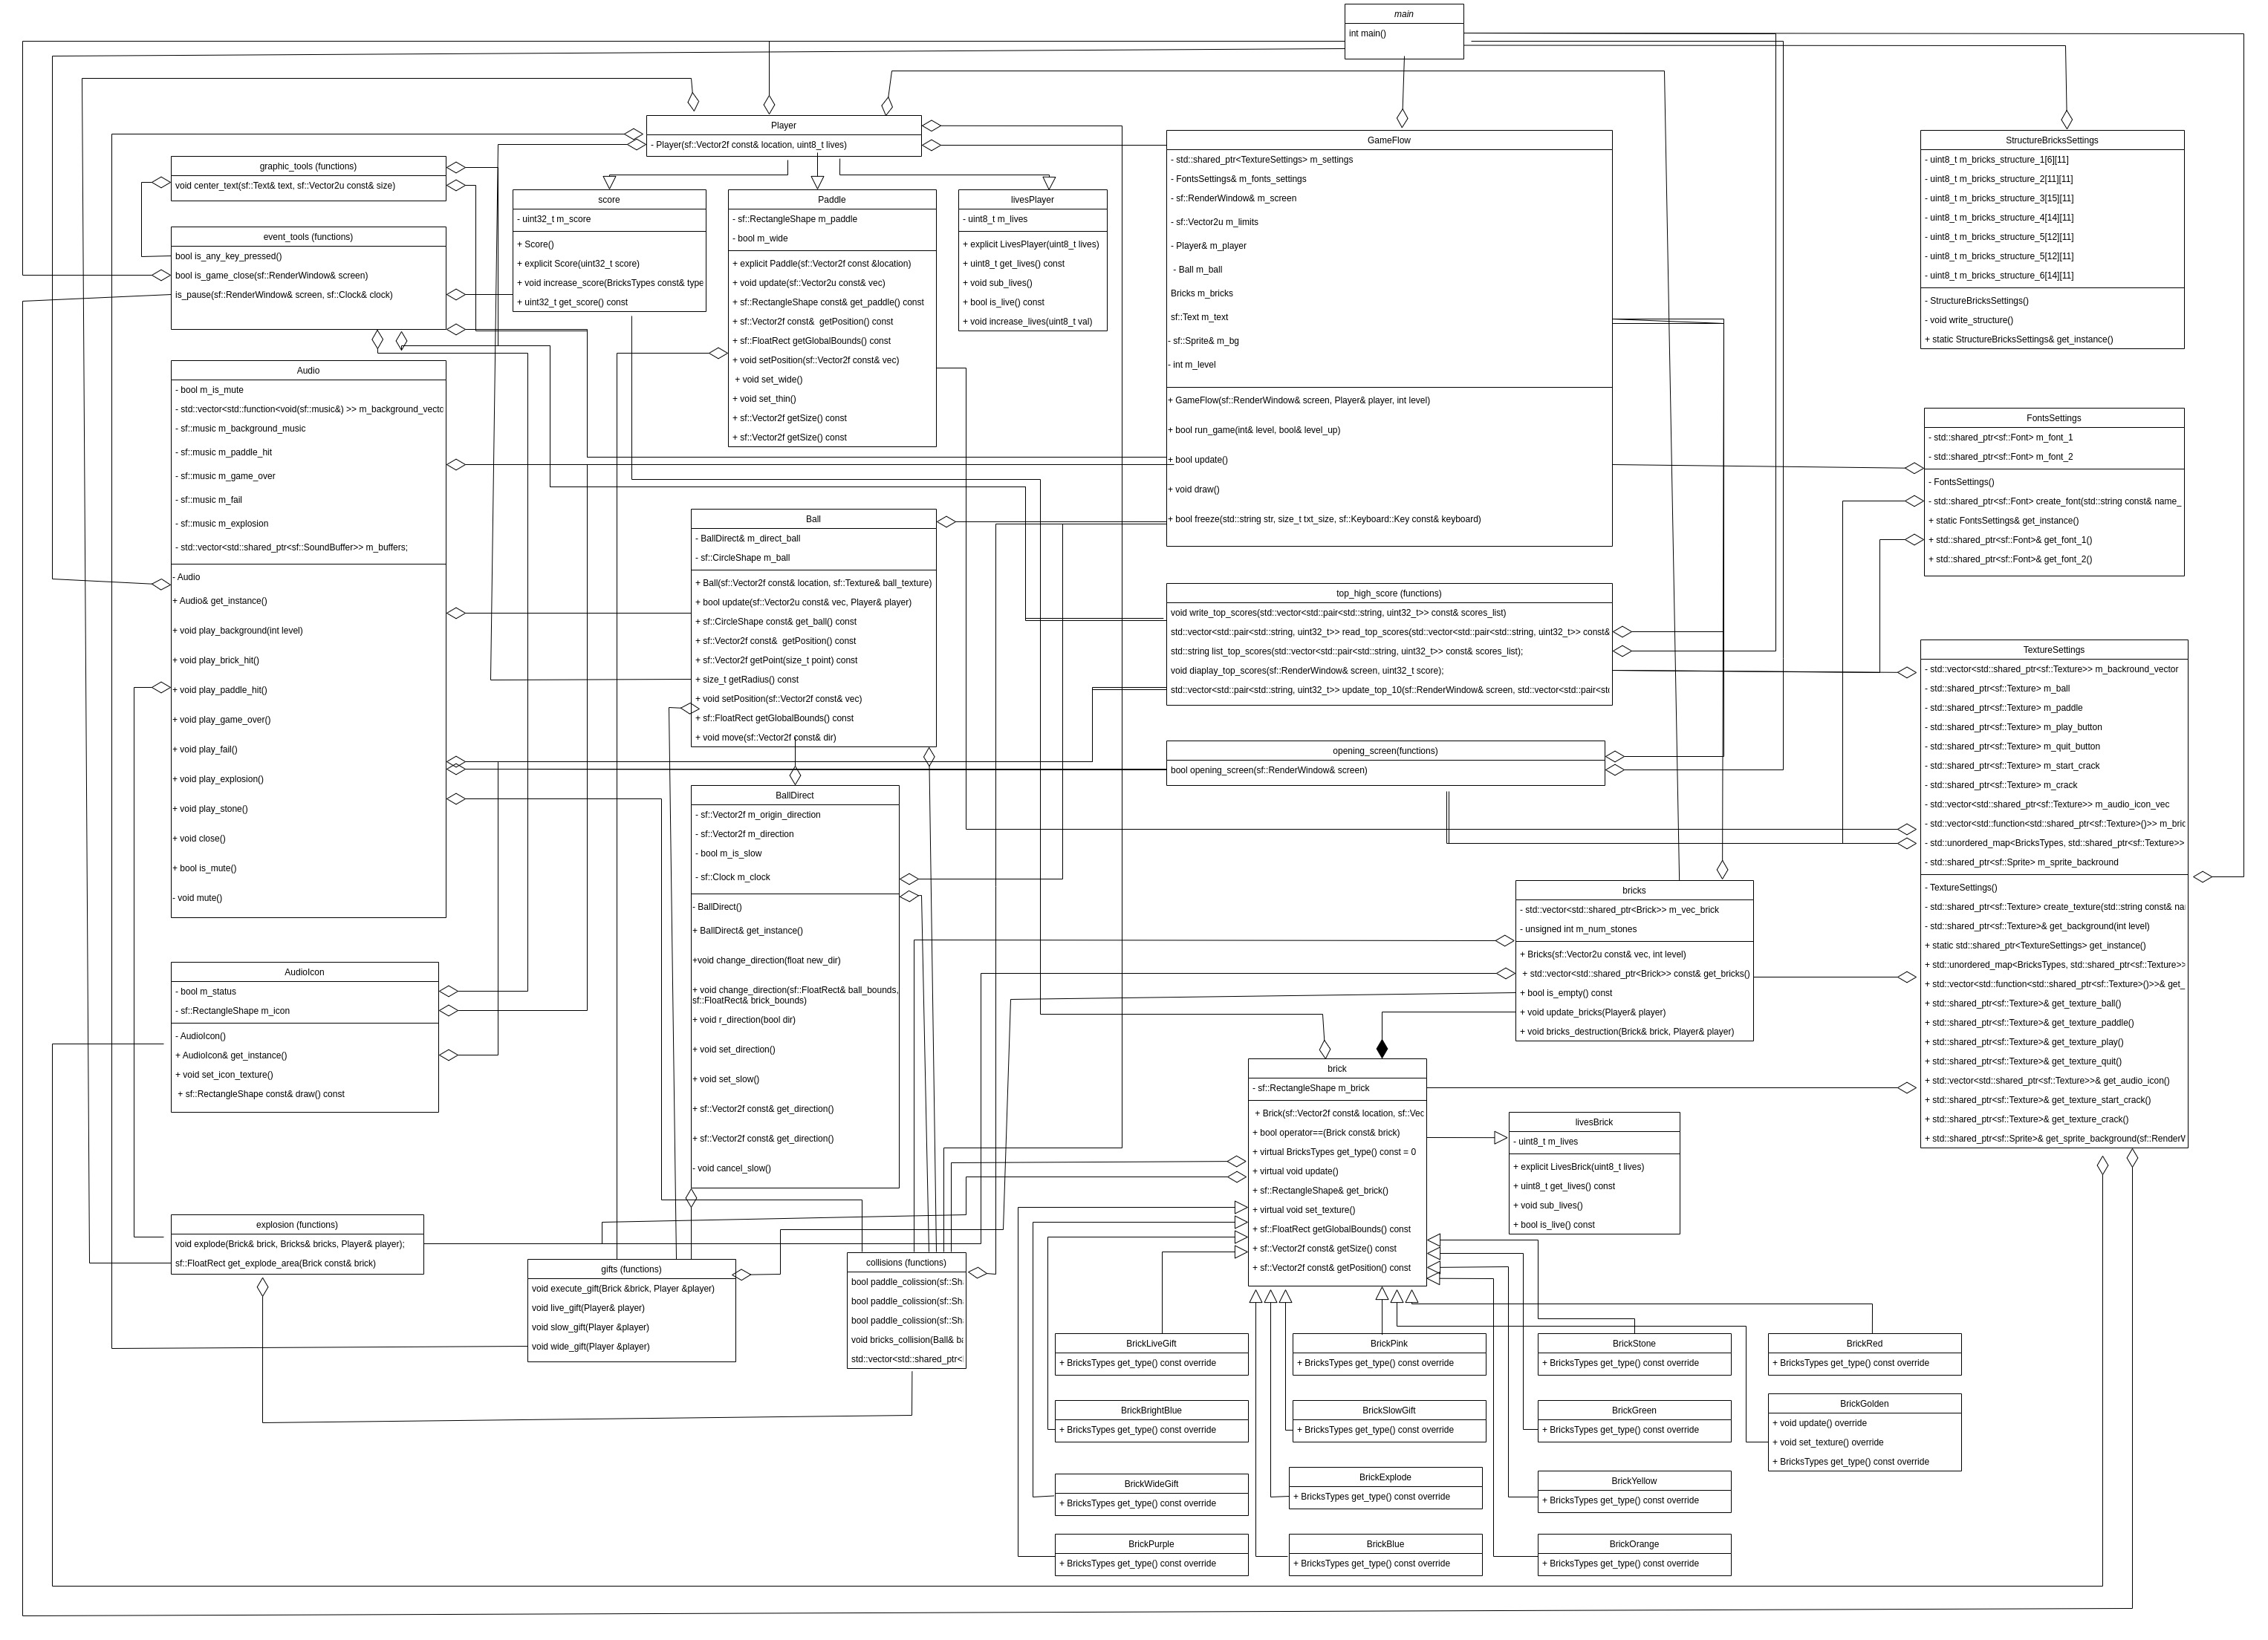 main
int main()
Player
- Player(sf::Vector2f const& location, uint8_t lives)
graphic_tools (functions)
void center_text(sf::Text& text, sf::Vector2u const& size)
event_tools (functions)
bool is_any_key_pressed()
bool is_game_close(sf::RenderWindow& screen)
is_pause(sf::RenderWindow& screen, sf::Clock& clock)
score
- uint32_t m_score
+ Score()
+ explicit Score(uint32_t score)
+ void increase_score(BricksTypes const& type
+ uint32_t get_score() const
Paddle
- sf::RectangleShape m_paddle
- bool m_wide
+ explicit Paddle(sf::Vector2f const &location)
+ void update(sf::Vector2u const& vec)
+ sf::RectangleShape const& get_paddle() const
+ sf::Vector2f const&  getPosition() const
+ sf::FloatRect getGlobalBounds() const
+ void setPosition(sf::Vector2f const& vec)
+ void set_wide()
+ void set_thin()
+ sf::Vector2f getSize() const
+ sf::Vector2f getSize() const
livesPlayer
- uint8_t m_lives
+ explicit LivesPlayer(uint8_t lives)
+ uint8_t get_lives() const
+ void sub_lives()
+ bool is_live() const
+ void increase_lives(uint8_t val)
GameFlow
- std::shared_ptr<TextureSettings> m_settings
- FontsSettings& m_fonts_settings
- sf::RenderWindow& m_screen
- sf::Vector2u m_limits
- Player& m_player
- Ball m_ball
Bricks m_bricks
sf::Text m_text
- sf::Sprite& m_bg
- int m_level
+ GameFlow(sf::RenderWindow& screen, Player& player, int level)
+ bool run_game(int& level, bool& level_up)
+ bool update()
+ void draw()
+ bool freeze(std::string str, size_t txt_size, sf::Keyboard::Key const& keyboard)
StructureBricksSettings
- uint8_t m_bricks_structure_1[6][11]
- uint8_t m_bricks_structure_2[11][11]
- uint8_t m_bricks_structure_3[15][11]
- uint8_t m_bricks_structure_4[14][11]
- uint8_t m_bricks_structure_5[12][11]
- uint8_t m_bricks_structure_5[12][11]
- uint8_t m_bricks_structure_6[14][11]
- StructureBricksSettings()
- void write_structure()
+ static StructureBricksSettings& get_instance()
Audio
- bool m_is_mute
- std::vector<std::function<void(sf::music&) >> m_background_vecto
- sf::music m_background_music
- sf::music m_paddle_hit
- sf::music m_game_over
- sf::music m_fail
- sf::music m_explosion
- std::vector<std::shared_ptr<sf::SoundBuffer>> m_buffers;
- Audio
+ Audio& get_instance()
+ void play_background(int level)
+ void play_brick_hit()
+ void play_paddle_hit()
+ void play_game_over()
+ void play_fail()
+ void play_explosion()
+ void play_stone()
+ void close()
+ bool is_mute()
- void mute()
FontsSettings
- std::shared_ptr<sf::Font> m_font_1
- std::shared_ptr<sf::Font> m_font_2
- FontsSettings()
- std::shared_ptr<sf::Font> create_font(std::string const& name_
+ static FontsSettings& get_instance()
+ std::shared_ptr<sf::Font>& get_font_1()
+ std::shared_ptr<sf::Font>& get_font_2()
Ball
- BallDirect& m_direct_ball
- sf::CircleShape m_ball
+ Ball(sf::Vector2f const& location, sf::Texture& ball_texture)
+ bool update(sf::Vector2u const& vec, Player& player)
+ sf::CircleShape const& get_ball() const
+ sf::Vector2f const&  getPosition() const
+ sf::Vector2f getPoint(size_t point) const
+ size_t getRadius() const
+ void setPosition(sf::Vector2f const& vec)
+ sf::FloatRect getGlobalBounds() const
+ void move(sf::Vector2f const& dir)
top_high_score (functions)
void write_top_scores(std::vector<std::pair<std::string, uint32_t>> const& scores_list)
std::vector<std::pair<std::string, uint32_t>> read_top_scores(std::vector<std::pair<std::string, uint32_t>> const&
std::string list_top_scores(std::vector<std::pair<std::string, uint32_t>> const& scores_list);
void diaplay_top_scores(sf::RenderWindow& screen, uint32_t score);
std::vector<std::pair<std::string, uint32_t>> update_top_10(sf::RenderWindow& screen, std::vector<std::pair<st
TextureSettings
- std::vector<std::shared_ptr<sf::Texture>> m_backround_vector
- std::shared_ptr<sf::Texture> m_ball
- std::shared_ptr<sf::Texture> m_paddle
- std::shared_ptr<sf::Texture> m_play_button
- std::shared_ptr<sf::Texture> m_quit_button
- std::shared_ptr<sf::Texture> m_start_crack
- std::shared_ptr<sf::Texture> m_crack
- std::vector<std::shared_ptr<sf::Texture>> m_audio_icon_vec
- std::vector<std::function<std::shared_ptr<sf::Texture>()>> m_bric
- std::unordered_map<BricksTypes, std::shared_ptr<sf::Texture>>
- std::shared_ptr<sf::Sprite> m_sprite_backround
- TextureSettings()
- std::shared_ptr<sf::Texture> create_texture(std::string const& na
- std::shared_ptr<sf::Texture>& get_background(int level)
+ static std::shared_ptr<TextureSettings> get_instance()
+ std::unordered_map<BricksTypes, std::shared_ptr<sf::Texture>>
+ std::vector<std::function<std::shared_ptr<sf::Texture>()>>& get_
+ std::shared_ptr<sf::Texture>& get_texture_ball()
+ std::shared_ptr<sf::Texture>& get_texture_paddle()
+ std::shared_ptr<sf::Texture>& get_texture_play()
+ std::shared_ptr<sf::Texture>& get_texture_quit()
+ std::vector<std::shared_ptr<sf::Texture>>& get_audio_icon()
+ std::shared_ptr<sf::Texture>& get_texture_start_crack()
+ std::shared_ptr<sf::Texture>& get_texture_crack()
+ std::shared_ptr<sf::Sprite>& get_sprite_background(sf::RenderW
opening_screen(functions)
bool opening_screen(sf::RenderWindow& screen)
BallDirect
- sf::Vector2f m_origin_direction
- sf::Vector2f m_direction
- bool m_is_slow
- sf::Clock m_clock
- BallDirect()
+ BallDirect& get_instance()
+void change_direction(float new_dir)
+ void change_direction(sf::FloatRect& ball_bounds,
sf::FloatRect& brick_bounds)
+ void r_direction(bool dir)
+ void set_direction()
+ void set_slow()
+ sf::Vector2f const& get_direction()
+ sf::Vector2f const& get_direction()
- void cancel_slow()
bricks
- std::vector<std::shared_ptr<Brick>> m_vec_brick
- unsigned int m_num_stones
+ Bricks(sf::Vector2u const& vec, int level)
+ std::vector<std::shared_ptr<Brick>> const& get_bricks()
+ bool is_empty() const
+ void update_bricks(Player& player)
+ void bricks_destruction(Brick& brick, Player& player)
AudioIcon
- bool m_status
- sf::RectangleShape m_icon
- AudioIcon()
+ AudioIcon& get_instance()
+ void set_icon_texture()
+ sf::RectangleShape const& draw() const
brick
- sf::RectangleShape m_brick
+ Brick(sf::Vector2f const& location, sf::Vec
+ bool operator==(Brick const& brick)
+ virtual BricksTypes get_type() const = 0
+ virtual void update()
+ sf::RectangleShape& get_brick()
+ virtual void set_texture()
+ sf::FloatRect getGlobalBounds() const
+ sf::Vector2f const& getSize() const
+ sf::Vector2f const& getPosition() const
livesBrick
- uint8_t m_lives
+ explicit LivesBrick(uint8_t lives)
+ uint8_t get_lives() const
+ void sub_lives()
+ bool is_live() const
explosion (functions)
void explode(Brick& brick, Bricks& bricks, Player& player);
sf::FloatRect get_explode_area(Brick const& brick)
gifts (functions)
void execute_gift(Brick &brick, Player &player)
void live_gift(Player& player)
void slow_gift(Player &player)
void wide_gift(Player &player)
collisions (functions)
bool paddle_colission(sf::Sh
bool paddle_colission(sf::Sh
bool paddle_colission(sf::Sh
void bricks_collision(Ball& ba
std::vector<std::shared_ptr<
BrickLiveGift
+ BricksTypes get_type() const override
BrickPink
+ BricksTypes get_type() const override
BrickStone
+ BricksTypes get_type() const override
BrickRed
+ BricksTypes get_type() const override
BrickBrightBlue
+ BricksTypes get_type() const override
BrickSlowGift
+ BricksTypes get_type() const override
BrickGreen
+ BricksTypes get_type() const override
BrickGolden
+ void update() override
+ void set_texture() override
+ BricksTypes get_type() const override
BrickWideGift
+ BricksTypes get_type() const override
BrickExplode
+ BricksTypes get_type() const override
BrickYellow
+ BricksTypes get_type() const override
BrickPurple
+ BricksTypes get_type() const override
BrickBlue
+ BricksTypes get_type() const override
BrickOrange
+ BricksTypes get_type() const override